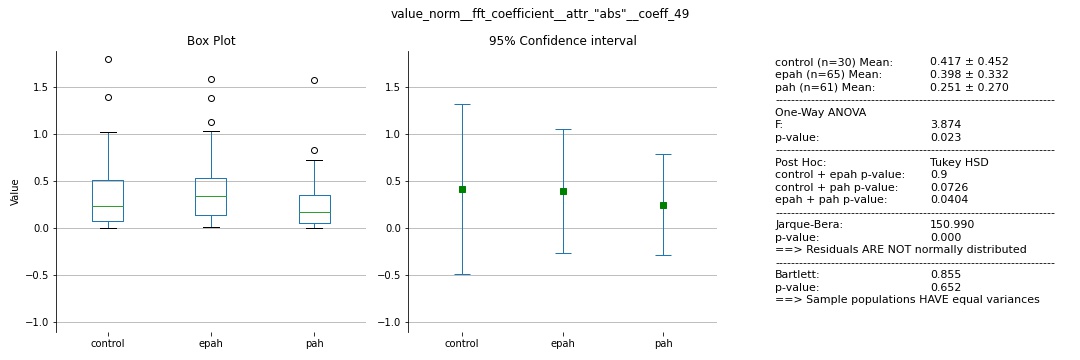 value_norm__fft_coefficient__attr_"abs"__coeff_49
Box Plot
Value
1.5
1.0
0.5
0.0
−0.5
−1.0
control epah pah
95% Confidence interval
1.5
1.0
0.5
0.0
−0.5
−1.0
control epah pah
control (n=30) Mean: 0.417 ± 0.452
epah (n=65) Mean: 0.398 ± 0.332
pah (n=61) Mean: 0.251 ± 0.270
One-Way ANOVA
F: 3.874
p-value: 0.023
Post Hoc: Tukey HSD
control + epah p-value: 0.9
control + pah p-value: 0.0726
epah + pah p-value: 0.0404
Jarque-Bera: 150.990
p-value: 0.000
==> Residuals ARE NOT normally distributed
Bartlett: 0.855
p-value: 0.652
==> Sample populations HAVE equal variances